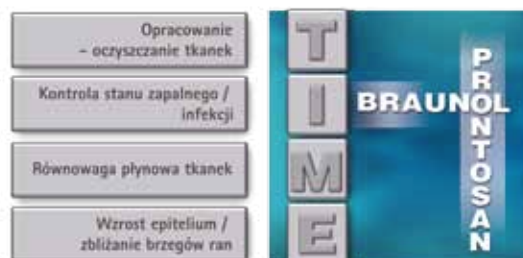 Opracowanie
– oczyszczanie tkanek
T
Kontrola stanu zapalnego /
infekcji
I
BRAUNOL
PRONTOSAN
Równowaga płynowa tkanek
M
Wzrost epitelium /
zbliżanie brzegów ran
E